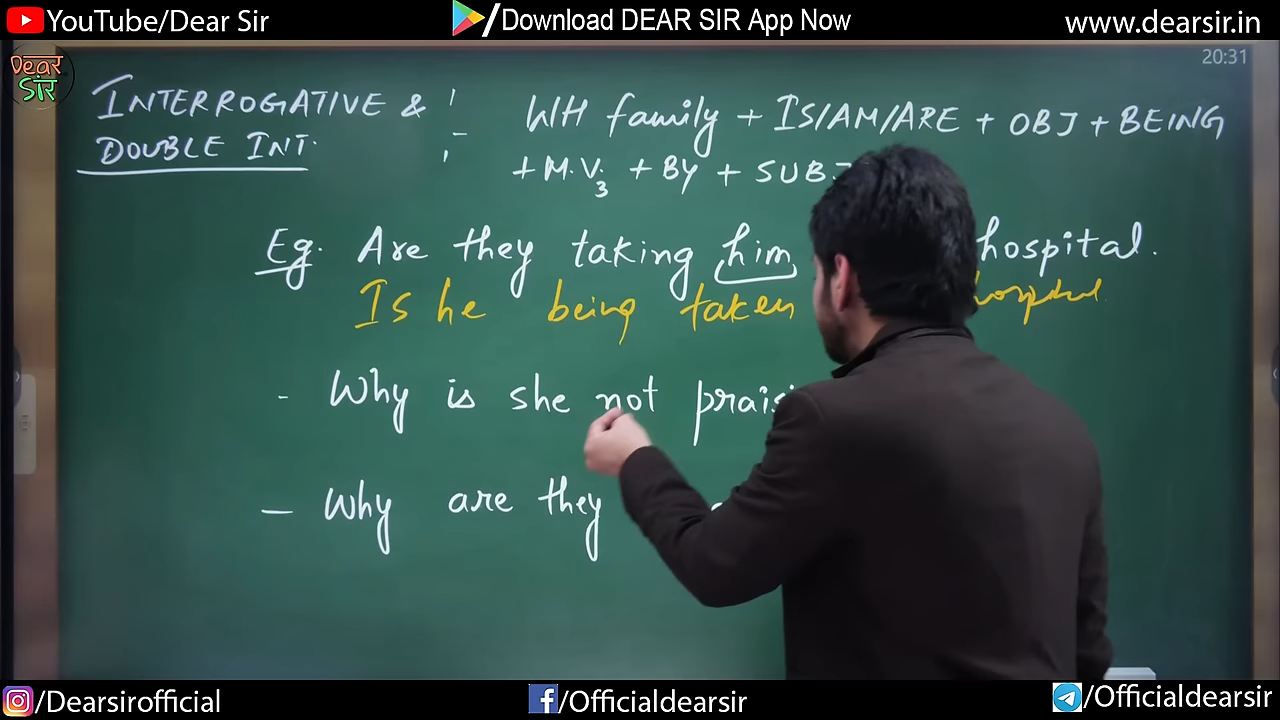 YouTube/Dear Sir
/Download DEAR SIR App Now
www.dearsir.in
Dear
Sir
20:31
INTERROGATIVE & :- WH family + IS/AM/ARE + OBJ + BEING
DOUBLE INT. + M.V.3 + BY + SUBJ
Eg. Are they taking him hospital.
Is he being taken hospital
- Why is she not
- Why are they
/Dearsirofficial
/Officialdearsir
/Officialdearsir